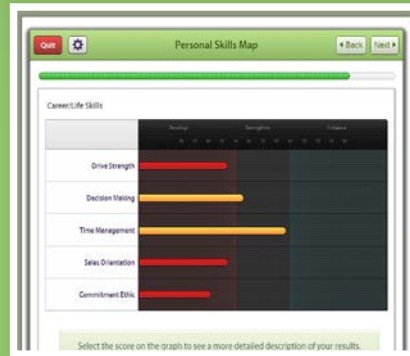 Quit
Personal Skills Map
Back Next
Career/Life Skills
Develop Strengthen Enhance
Drive Strength
Decision Making
Time Management
Sales Orientation
Commitment Ethic
Select the score on the graph to see a more detailed description of your results.